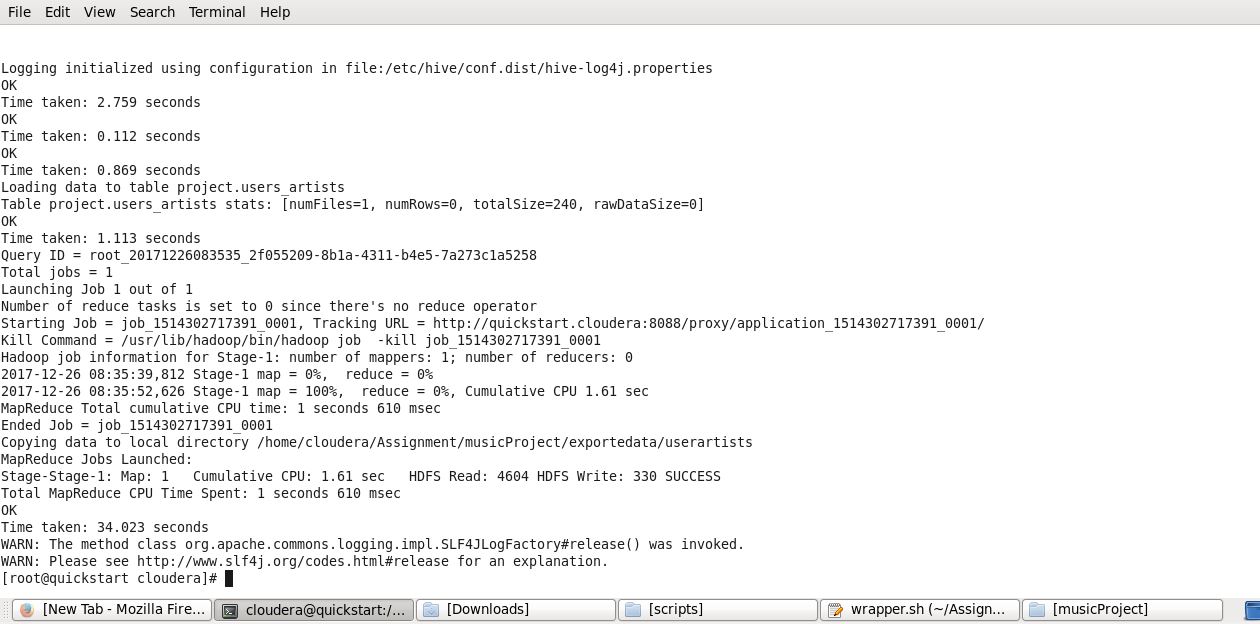 File Edit View Search Terminal Help
Logging initialized using configuration in file:/etc/hive/conf.dist/hive-log4j.properties
OK
Time taken: 2.759 seconds
OK
Time taken: 0.112 seconds
OK
Time taken: 0.869 seconds
Loading data to table project.users_artists
Table project.users_artists stats: [numFiles=1, numRows=0, totalSize=240, rawDataSize=0]
OK
Time taken: 1.113 seconds
Query ID = root_20171226083535_2f055209-8b1a-4311-b4e5-7a273c1a5258
Total jobs = 1
Launching Job 1 out of 1
Number of reduce tasks is set to 0 since there's no reduce operator
Starting Job = job_1514302717391_0001, Tracking URL = http://quickstart.cloudera:8088/proxy/application_1514302717391_0001/
Kill Command = /usr/lib/hadoop/bin/hadoop job  -kill job_1514302717391_0001
Hadoop job information for Stage-1: number of mappers: 1; number of reducers: 0
2017-12-26 08:35:39,812 Stage-1 map = 0%,  reduce = 0%
2017-12-26 08:35:52,626 Stage-1 map = 100%,  reduce = 0%, Cumulative CPU 1.61 sec
MapReduce Total cumulative CPU time: 1 seconds 610 msec
Ended Job = job_1514302717391_0001
Copying data to local directory /home/cloudera/Assignment/musicProject/exportedata/userartists
MapReduce Jobs Launched:
Stage-Stage-1: Map: 1   Cumulative CPU: 1.61 sec   HDFS Read: 4604 HDFS Write: 330 SUCCESS
Total MapReduce CPU Time Spent: 1 seconds 610 msec
OK
Time taken: 34.023 seconds
WARN: The method class org.apache.commons.logging.impl.SLF4JLogFactory#release() was invoked.
WARN: Please see http://www.slf4j.org/codes.html#release for an explanation.
[root@quickstart cloudera]#
[New Tab - Mozilla Fire... cloudera@quickstart:/... [Downloads] [scripts] wrapper.sh (~/Assign... [musicProject]